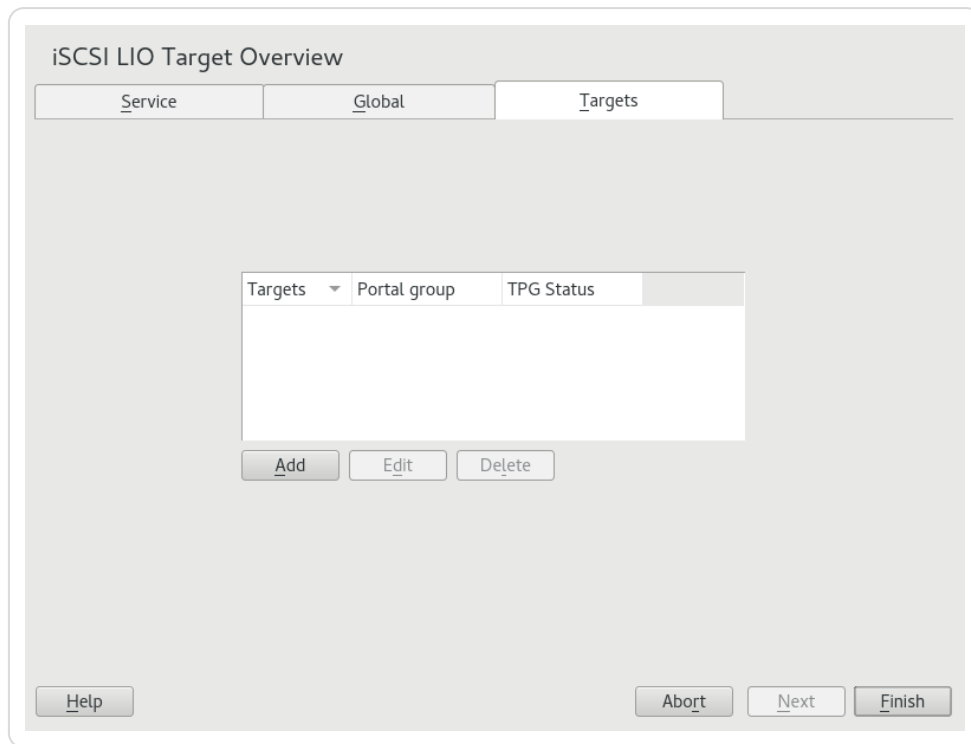 iSCSI LIO Target Overview
Service Global Targets
Targets Portal group TPG Status
Add Edit Delete
Help Abort Next Finish